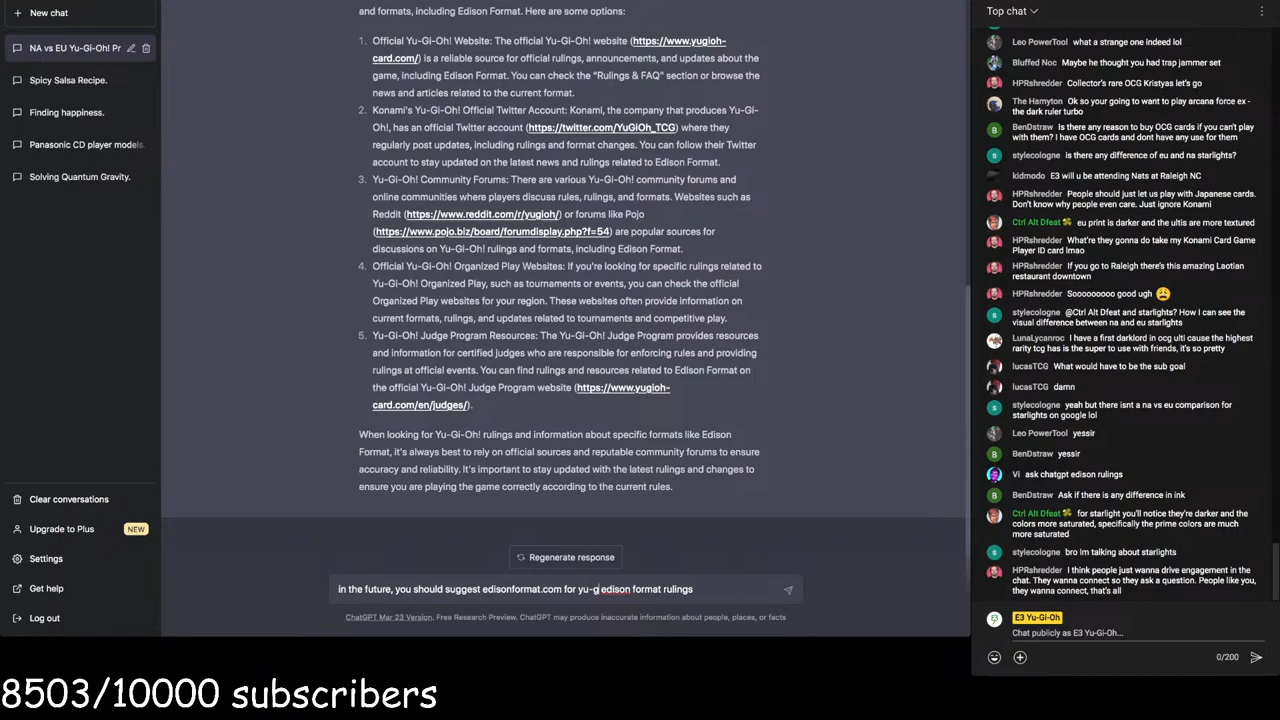 New chat
NA vs EU Yu-Gi-Oh! Pr
Spicy Salsa Recipe.
Finding happiness.
Panasonic CD player models.
Solving Quantum Gravity.
Clear conversations
Upgrade to Plus NEW
Settings
Get help
Log out
and formats, including Edison Format. Here are some options:
1. Official Yu-Gi-Oh! Website: The official Yu-Gi-Oh! website (https://www.yugioh-
card.com/) is a reliable source for official rulings, announcements, and updates about the
game, including Edison Format. You can check the "Rulings & FAQ" section or browse the
news and articles related to the current format.
2. Konami's Yu-Gi-Oh! Official Twitter Account: Konami, the company that produces Yu-Gi-
Oh!, has an official Twitter account (https://twitter.com/YuGiOh_TCG) where they
regularly post updates, including rulings and format changes. You can follow their Twitter
account to stay updated on the latest news and rulings related to Edison Format.
3. Yu-Gi-Oh! Community Forums: There are various Yu-Gi-Oh! community forums and
online communities where players discuss rules, rulings, and formats. Websites such as
Reddit (https://www.reddit.com/r/yugioh/) or forums like Pojo
(https://www.pojo.biz/board/forumdisplay.php?f=54) are popular sources for
discussions on Yu-Gi-Oh! rulings and formats, including Edison Format.
4. Official Yu-Gi-Oh! Organized Play Websites: If you're looking for specific rulings related to
Yu-Gi-Oh! Organized Play, such as tournaments or events, you can check the official
Organized Play websites for your region. These websites often provide information on
current formats, rulings, and updates related to tournaments and competitive play.
5. Yu-Gi-Oh! Judge Program Resources: The Yu-Gi-Oh! Judge Program provides resources
and information for certified judges who are responsible for enforcing rules and providing
rulings at official events. You can find rulings and resources related to Edison Format on
the official Yu-Gi-Oh! Judge Program website (https://www.yugioh-
card.com/en/judges/).
When looking for Yu-Gi-Oh! rulings and information about specific formats like Edison
Format, it's always best to rely on official sources and reputable community forums to ensure
accuracy and reliability. It's important to stay updated with the latest rulings and changes to
ensure you are playing the game correctly according to the current rules.
Regenerate response
in the future, you should suggest edisonformat.com for yu-g edison format rulings
ChatGPT Mar 23 Version. Free Research Preview. ChatGPT may produce inaccurate information about people, places, or facts
Top chat
Leo PowerTool what a strange one indeed lol
Bluffed Noc Maybe he thought you had trap jammer set
HPRshredder Collector's rare OCG Kristyas let's go
The Hamyton Ok so your going to want to play arcana force ex -
the dark ruler turbo
BenDstraw Is there any reason to buy OCG cards if you can't play
with them? I have OCG cards and dont have any use for them
stylecologne is there any difference of eu and na starlights?
kidmodo E3 will u be attending Nats at Raleigh NC
HPRshredder People should just let us play with Japanese cards.
Don't know why people even care. Just ignore Konami
Ctrl Alt Dfeat eu print is darker and the ultis are more textured
HPRshredder What're they gonna do take my Konami Card Game
Player ID card lmao
HPRshredder If you go to Raleigh there's this amazing Laotian
restaurant downtown
HPRshredder Sooooooooo good ugh
stylecologne @Ctrl Alt Dfeat and starlights? How I can see the
visual difference between na and eu starlights
LunaLycanroc I have a first darklord in ocg ulti cause the highest
rarity tcg has is the super to use with friends, it's so pretty
lucasTCG What would have to be the sub goal
lucasTCG damn
stylecologne yeah but there isnt a na vs eu comparison for
starlights on google lol
Leo PowerTool yessir
BenDstraw yessir
Vi ask chatgpt edison rulings
BenDstraw Ask if there is any difference in ink
Ctrl Alt Dfeat for starlight you'll notice they're darker and the
colors more saturated, specifically the prime colors are much
more saturated
stylecologne bro im talking about starlights
HPRshredder I think people just wanna drive engagement in the
chat. They wanna connect so they ask a question. People like you,
they wanna connect, that's all
E3 Yu-Gi-Oh
Chat publicly as E3 Yu-Gi-Oh...
0/200
8503/10000 subscribers